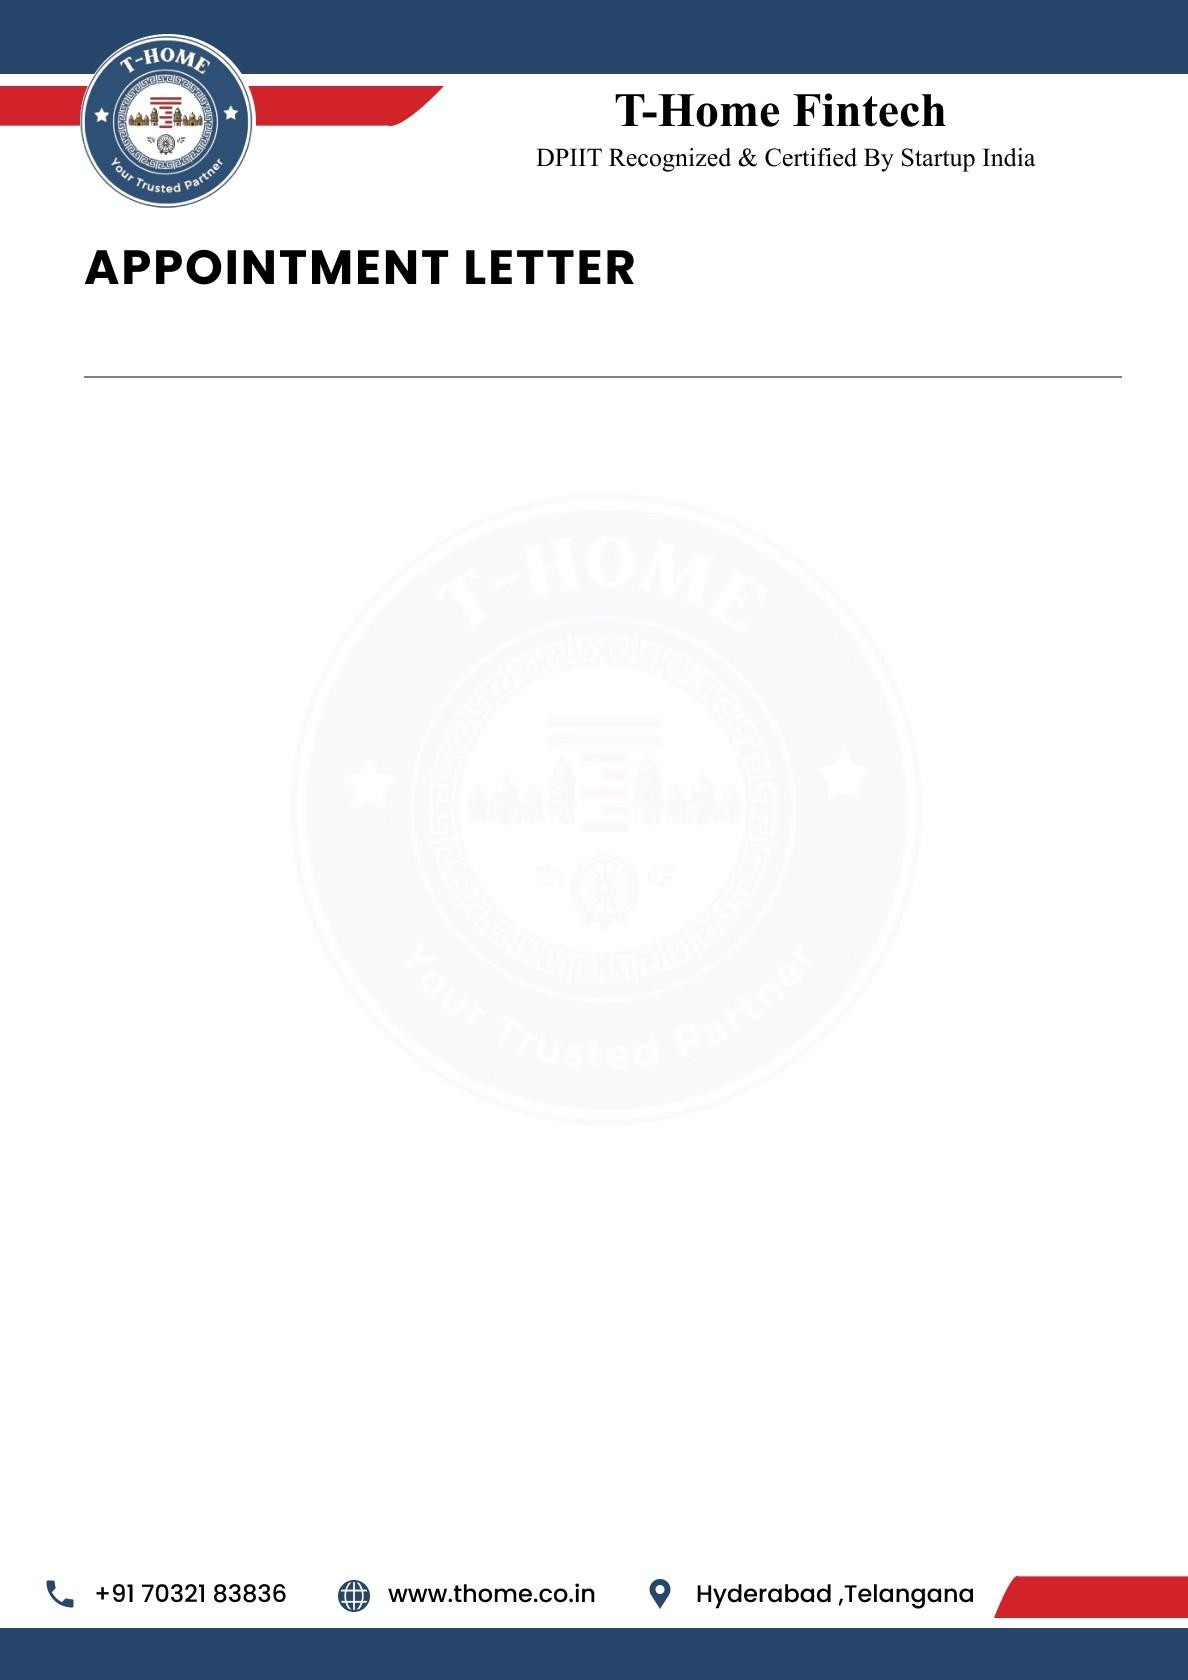 T-HOME
Your Trusted Partner
T-Home Fintech
DPIIT Recognized & Certified By Startup India
APPOINTMENT LETTER
T-HOME
Your Trusted Partner
+91 70321 83836
www.thome.co.in
Hyderabad ,Telangana